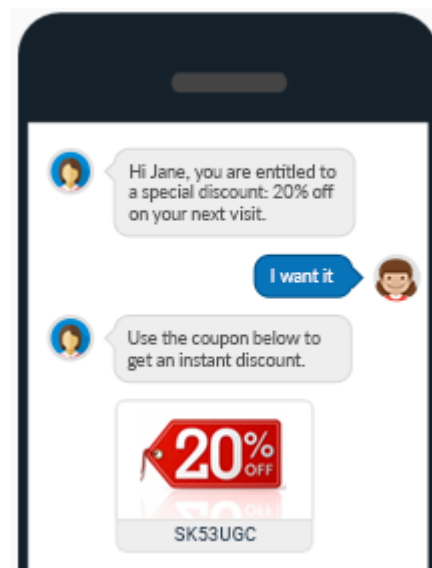 Hi Jane, you are entitled to
a special discount: 20% off
on your next visit.
I want it
Use the coupon below to
get an instant discount.
20% OFF
SK53UGC